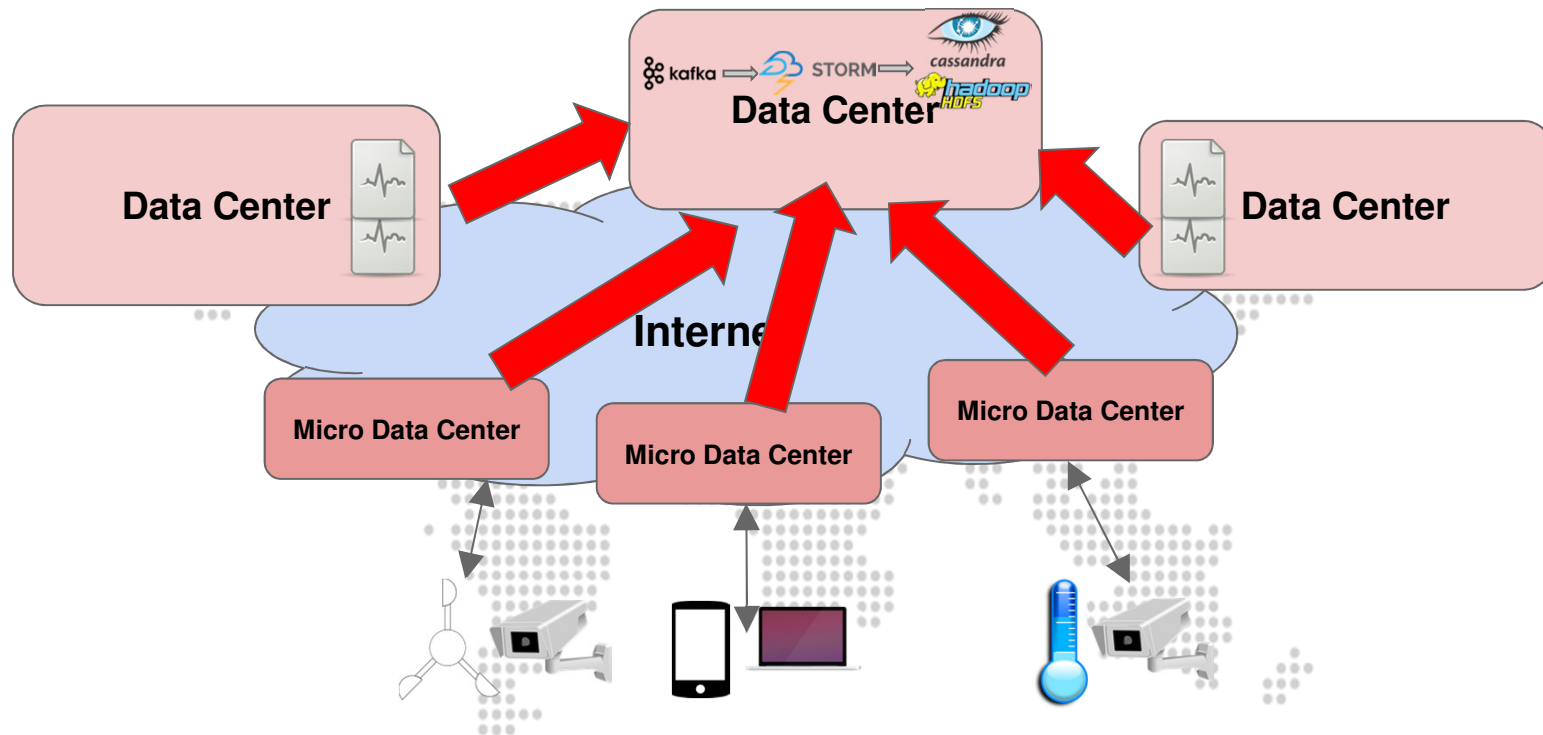 kafka
STORM
cassandra
hadoop
HDFS
Data Center
Data Center
Data Center
Interne
Micro Data Center
Micro Data Center
Micro Data Center